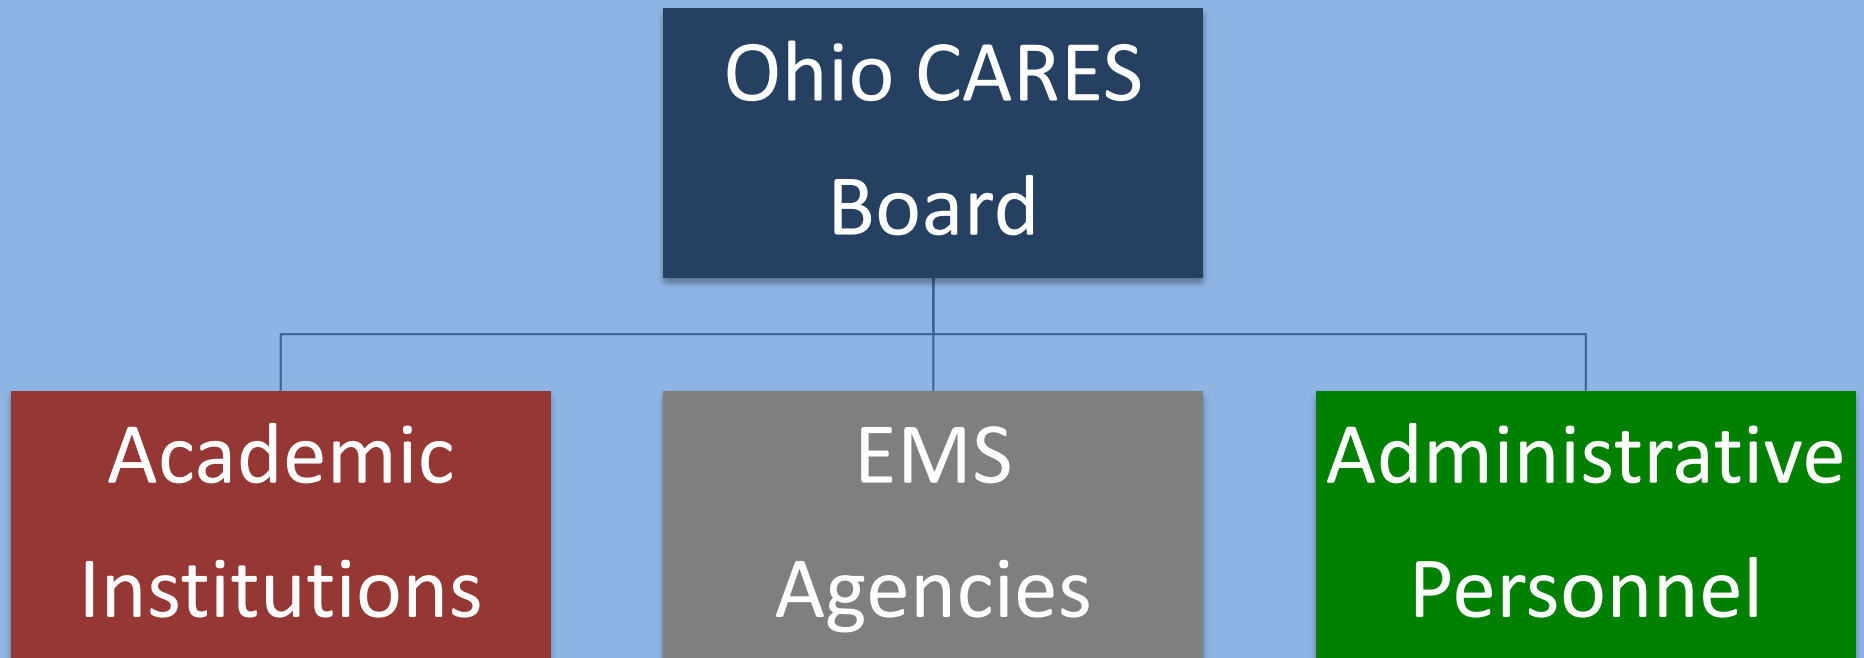 Ohio CARES
Board
Academic
Institutions
EMS
Agencies
Administrative
Personnel